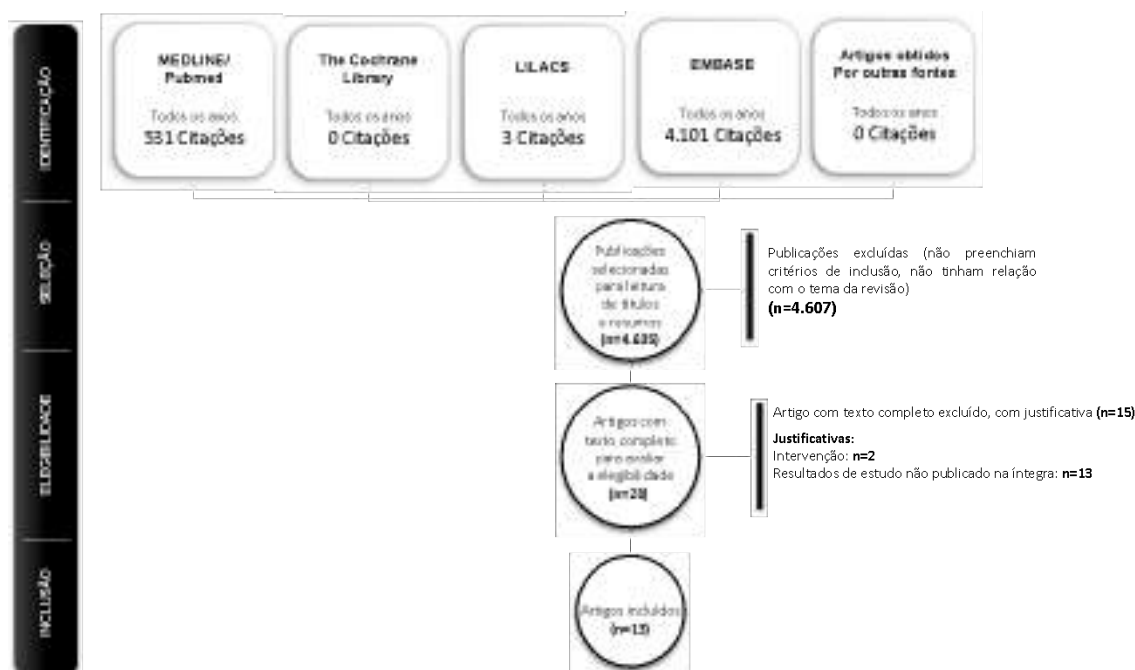 IDENTIFICAÇÃO
MEDLINE/
Pubmed
Todos os anos
531 Citações
The Cochrane
Library
Todos os anos
0 Citações
LILACS
Todos os anos
3 Citações
EMBASE
Todos os anos
4.101 Citações
Artigos obtidos
Por outras fontes
Todos os anos
0 Citações
SELEÇÃO
Publicações
selecionadas
para leitura
de títulos
e resumos
(n=4.635)
Publicações excluídas (não preenchiam
critérios de inclusão, não tinham relação
com o tema da revisão)
(n=4.607)
ELEGIBILIDADE
Artigos com
texto completo
para avaliar
a elegibilidade
(n=28)
Artigo com texto completo excluído, com justificativa (n=15)
Justificativas:
Intervenção: n=2
Resultados de estudo não publicado na íntegra: n=13
INCLUSÃO
Artigos incluídos
(n=13)